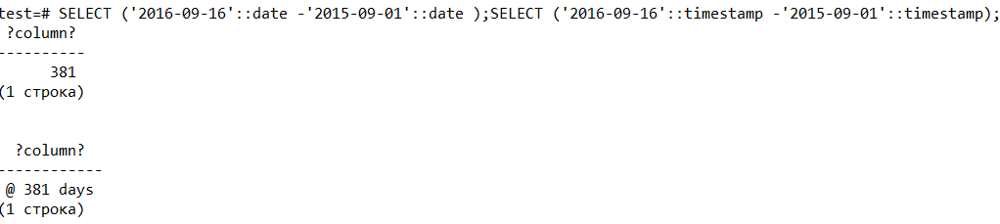 test=# SELECT ('2016-09-16'::date -'2015-09-01'::date );SELECT ('2016-09-16'::timestamp -'2015-09-01'::timestamp);
?column?
----------
381
(1 строка)
?column?
------------
@ 381 days
(1 строка)